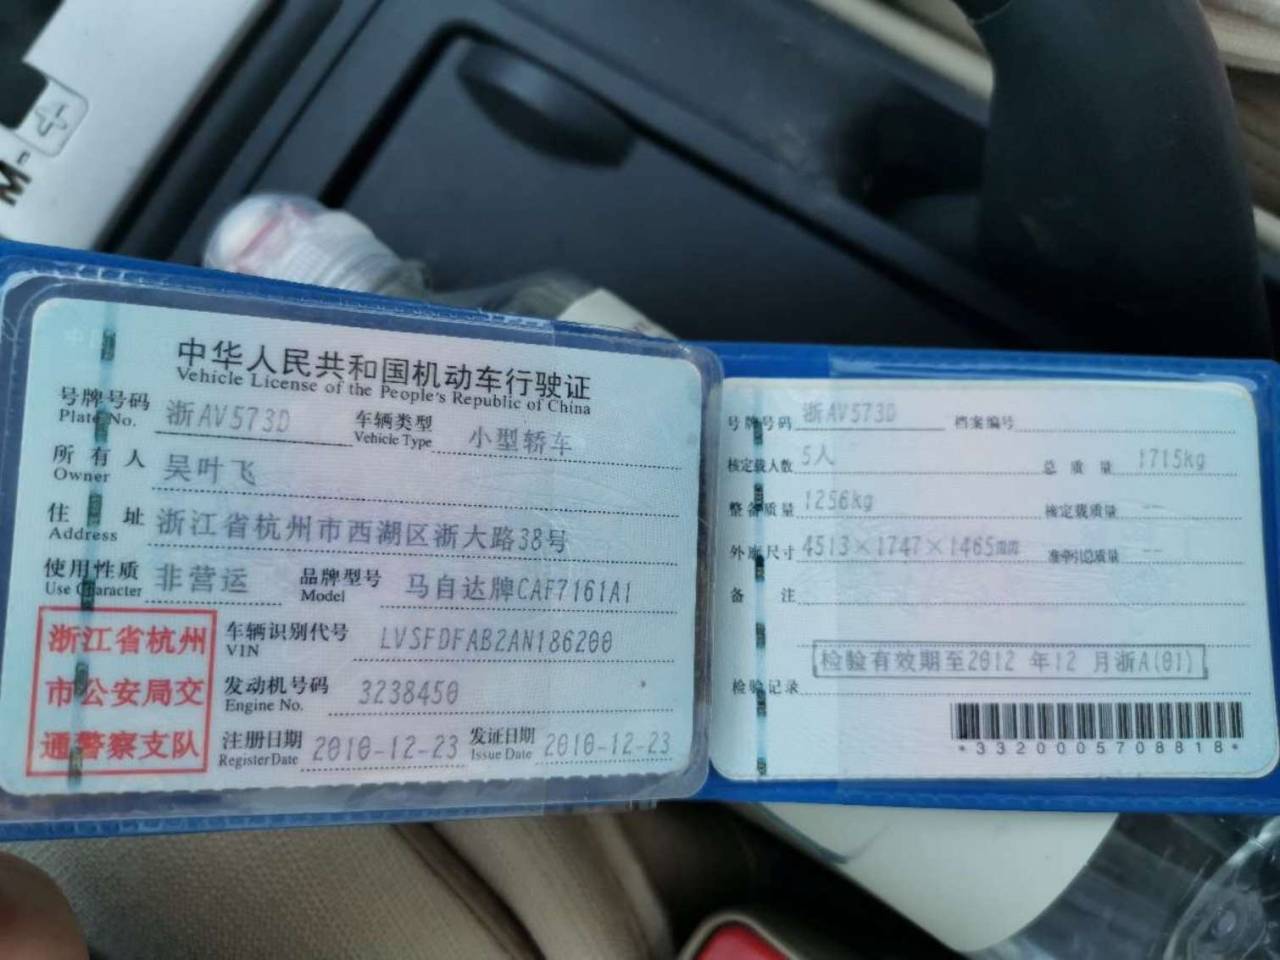 中华人民共和国机动车行驶证
Vehicle License of the People's Republic of China
号牌号码 浙AV573D 车辆类型 小型轿车
Plate No. Vehicle Type
所有人 吴叶飞
Owner
住址 浙江省杭州市西湖区浙大路38号
Address
使用性质 非营运 品牌型号 马自达牌CAF7161A1
Use Character Model
浙江省杭州
市公安局交
通警察支队
车辆识别代号 LVSFDFAB2AN186200
VIN
发动机号码 3238450
Engine No.
注册日期 2010-12-23 发证日期 2010-12-23
Register Date Issue Date
号牌号码 浙AV573D 档案编号
核定载人数 5人 总质量 1715kg
整备质量 1256kg 核定载质量 --
外廓尺寸 4513×1747×1465mm 准牵引总质量 --
备注
检验有效期至2012 年12 月浙A(01)
检验记录
*3320005708818*
M-
+